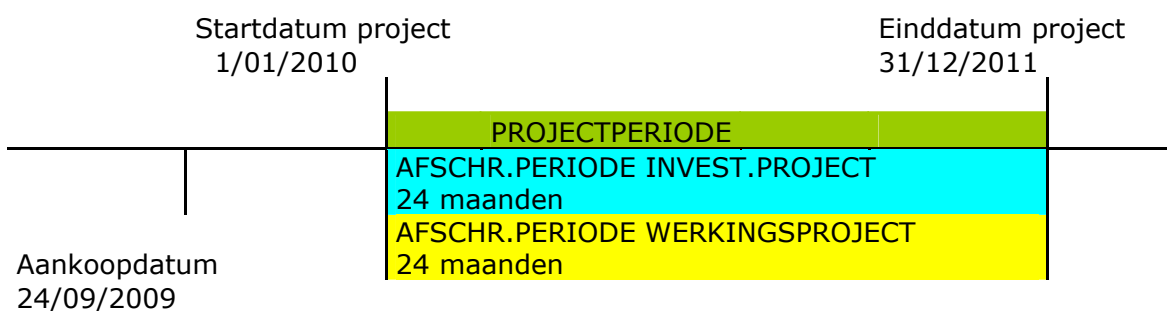 Startdatum project
1/01/2010
Einddatum project
31/12/2011
PROJECTPERIODE
AFSCHR.PERIODE INVEST.PROJECT
24 maanden
AFSCHR.PERIODE WERKINGSPROJECT
24 maanden
Aankoopdatum
24/09/2009